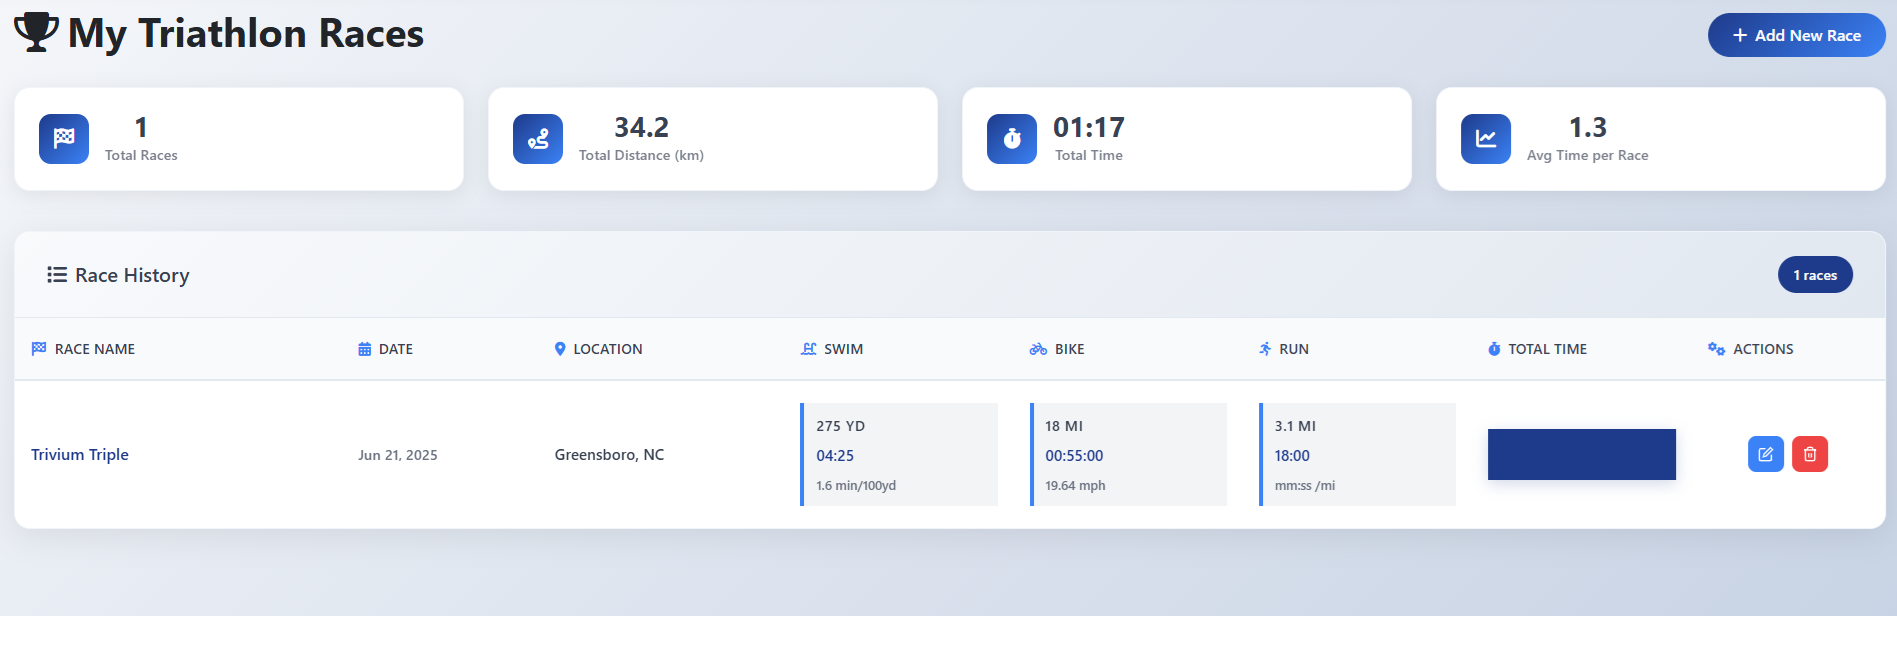 My Triathlon Races
Add New Race
1
Total Races
34.2
Total Distance (km)
01:17
Total Time
1.3
Avg Time per Race
Race History
1 races
RACE NAME DATE LOCATION SWIM BIKE RUN TOTAL TIME ACTIONS
Trivium Triple
Jun 21, 2025
Greensboro, NC
275 YD
04:25
1.6 min/100yd
18 MI
00:55:00
19.64 mph
3.1 MI
18:00
mm:ss /mi